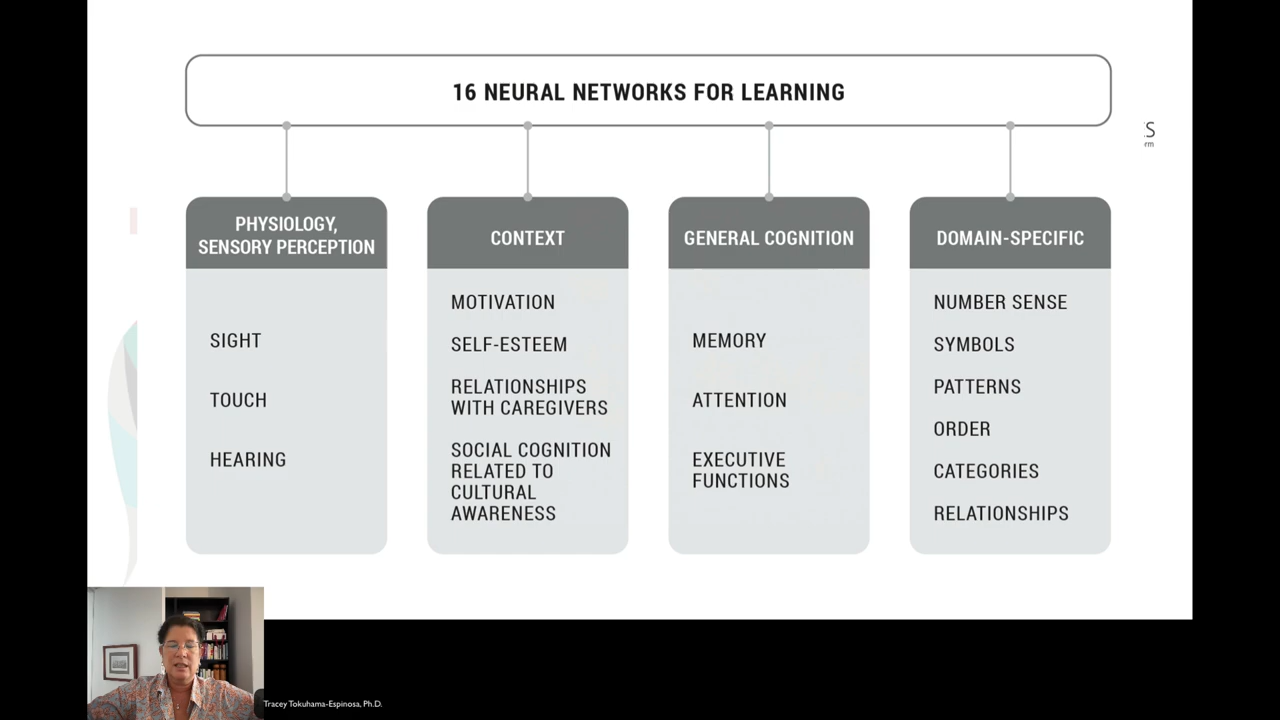 16 NEURAL NETWORKS FOR LEARNING
PHYSIOLOGY,
SENSORY PERCEPTION
SIGHT
TOUCH
HEARING
CONTEXT
MOTIVATION
SELF-ESTEEM
RELATIONSHIPS
WITH CAREGIVERS
SOCIAL COGNITION
RELATED TO
CULTURAL
AWARENESS
GENERAL COGNITION
MEMORY
ATTENTION
EXECUTIVE
FUNCTIONS
DOMAIN-SPECIFIC
NUMBER SENSE
SYMBOLS
PATTERNS
ORDER
CATEGORIES
RELATIONSHIPS
Tracey Tokuhama-Espinosa, Ph.D.